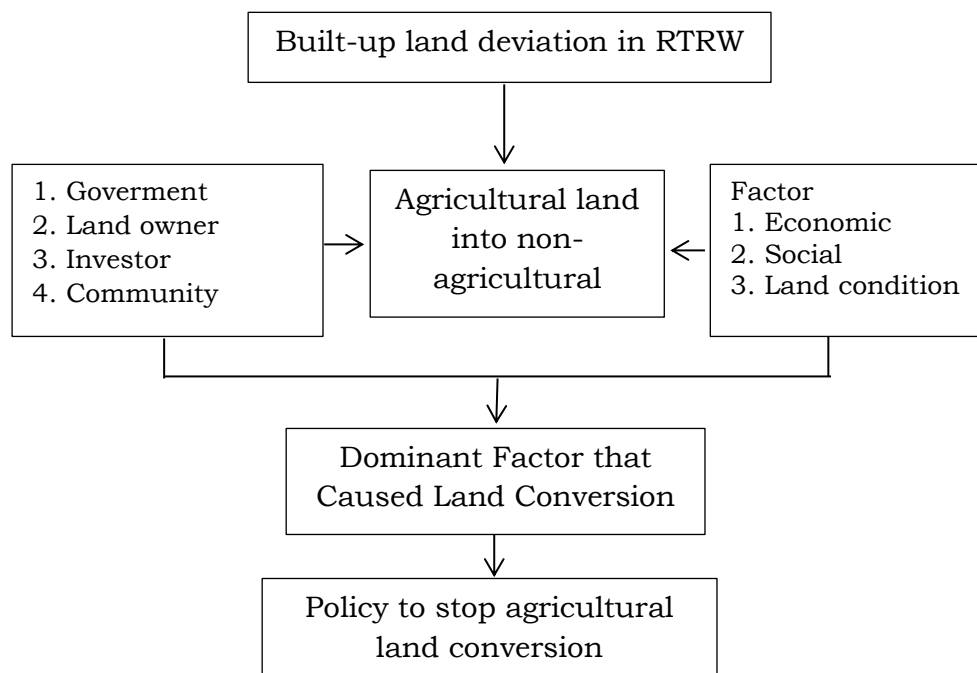 Built-up land deviation in RTRW
1. Goverment
2. Land owner
3. Investor
4. Community
Agricultural land
into non-
agricultural
Factor
1. Economic
2. Social
3. Land condition
Dominant Factor that
Caused Land Conversion
Policy to stop agricultural
land conversion